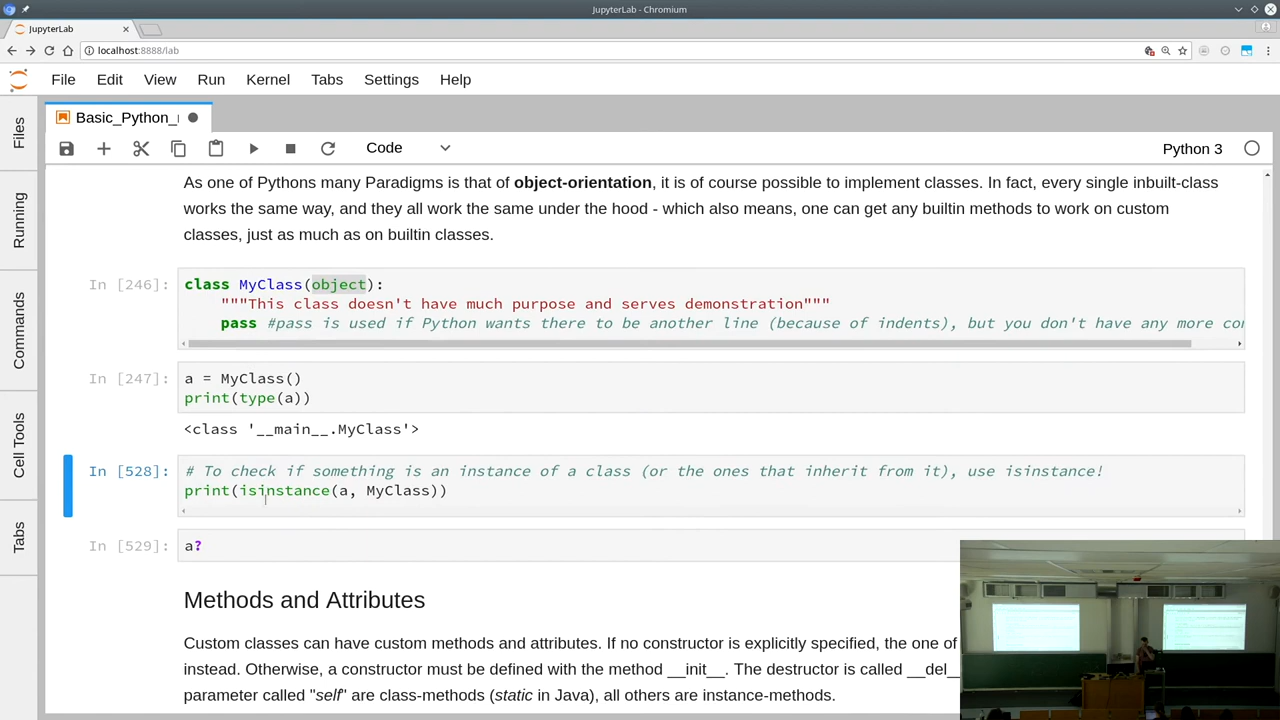 JupyterLab - Chromium
JupyterLab
localhost:8888/lab
File Edit View Run Kernel Tabs Settings Help
Basic_Python_
Code
Python 3
Files
Running
Commands
Cell Tools
Tabs
As one of Pythons many Paradigms is that of object-orientation, it is of course possible to implement classes. In fact, every single inbuilt-class
works the same way, and they all work the same under the hood - which also means, one can get any builtin methods to work on custom
classes, just as much as on builtin classes.
In [246]: class MyClass(object):
"""This class doesn't have much purpose and serves demonstration"""
pass #pass is used if Python wants there to be another line (because of indents), but you don't have any more co
In [247]: a = MyClass()
print(type(a))
<class '__main__.MyClass'>
In [528]: # To check if something is an instance of a class (or the ones that inherit from it), use isinstance!
print(isinstance(a, MyClass))
In [529]: a?
Methods and Attributes
Custom classes can have custom methods and attributes. If no constructor is explicitly specified, the one of
instead. Otherwise, a constructor must be defined with the method __init__. The destructor is called __del_
parameter called "self" are class-methods (static in Java), all others are instance-methods.